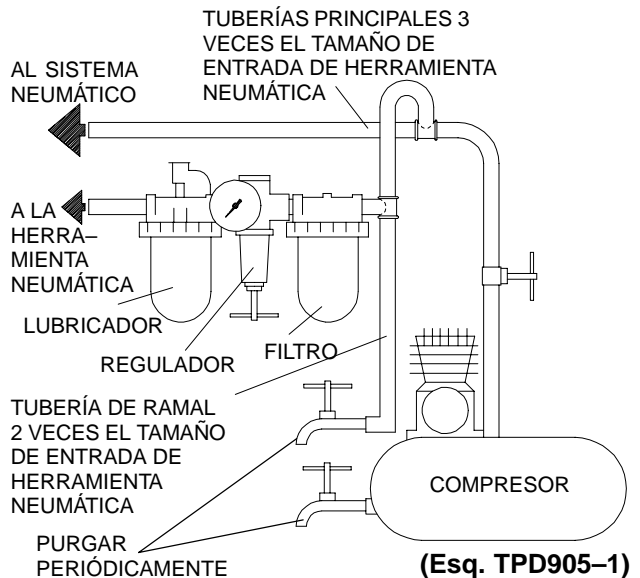 TUBERÍAS PRINCIPALES 3
VECES EL TAMAÑO DE
ENTRADA DE HERRAMIENTA
NEUMÁTICA
AL SISTEMA
NEUMÁTICO
A LA
HERRA–
MIENTA
NEUMÁTICA
LUBRICADOR
REGULADOR
FILTRO
TUBERÍA DE RAMAL
2 VECES EL TAMAÑO
DE ENTRADA DE
HERRAMIENTA
NEUMÁTICA
COMPRESOR
PURGAR
PERIÓDICAMENTE
(Esq. TPD905–1)